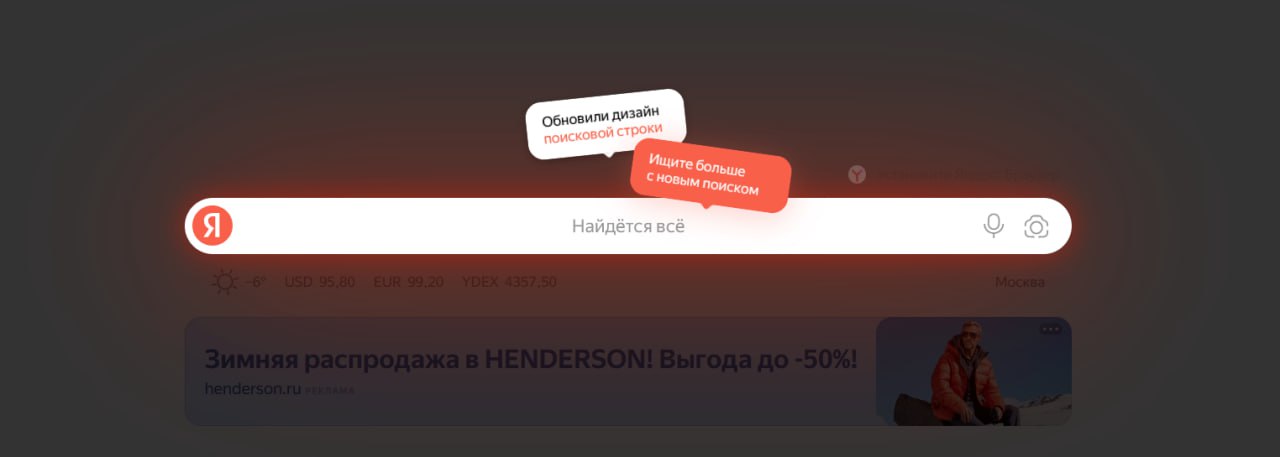 Обновили дизайн
поисковой строки
Ищите больше
с новым поиском
Установите Яндекс Браузер
Я
Найдётся всё
-6°
USD 95,80
EUR 99,20
YDEX 4357,50
Москва
Зимняя распродажа в HENDERSON! Выгода до -50%!
henderson.ru РЕКЛАМА